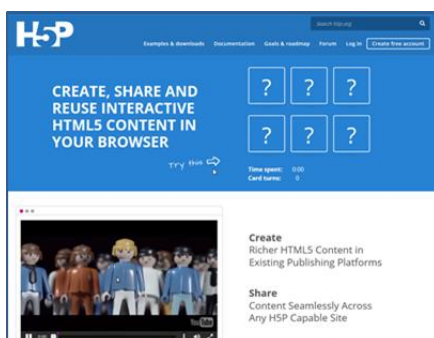 H5P
Search h5p.org
Examples & downloads Documentation Goals & roadmap Forum Log in Create free account
CREATE, SHARE AND
REUSE INTERACTIVE
HTML5 CONTENT IN
YOUR BROWSER
Try this
? ? ?
? ? ?
Time spent: 0:00
Card turns: 0
Create
Richer HTML5 Content in
Existing Publishing Platforms
Share
Content Seamlessly Across
Any H5P Capable Site
YouTube